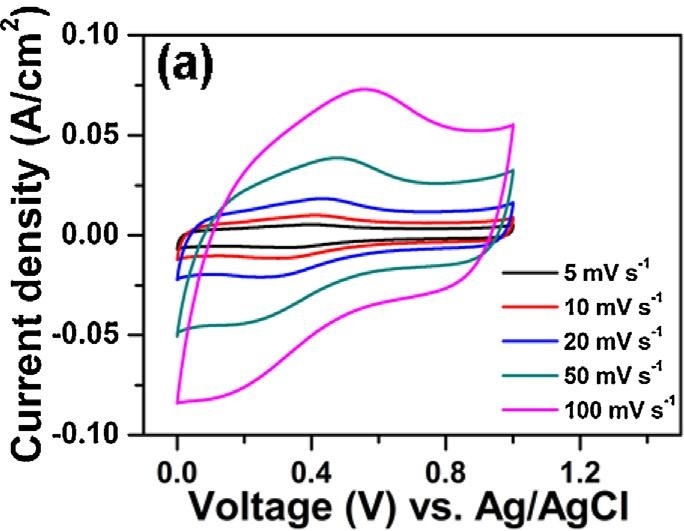 (a)
Current density (A/cm²)
0.10
0.05
0.00
-0.05
-0.10
5 mV s⁻¹
10 mV s⁻¹
20 mV s⁻¹
50 mV s⁻¹
100 mV s⁻¹
0.0 0.4 0.8 1.2
Voltage (V) vs. Ag/AgCl